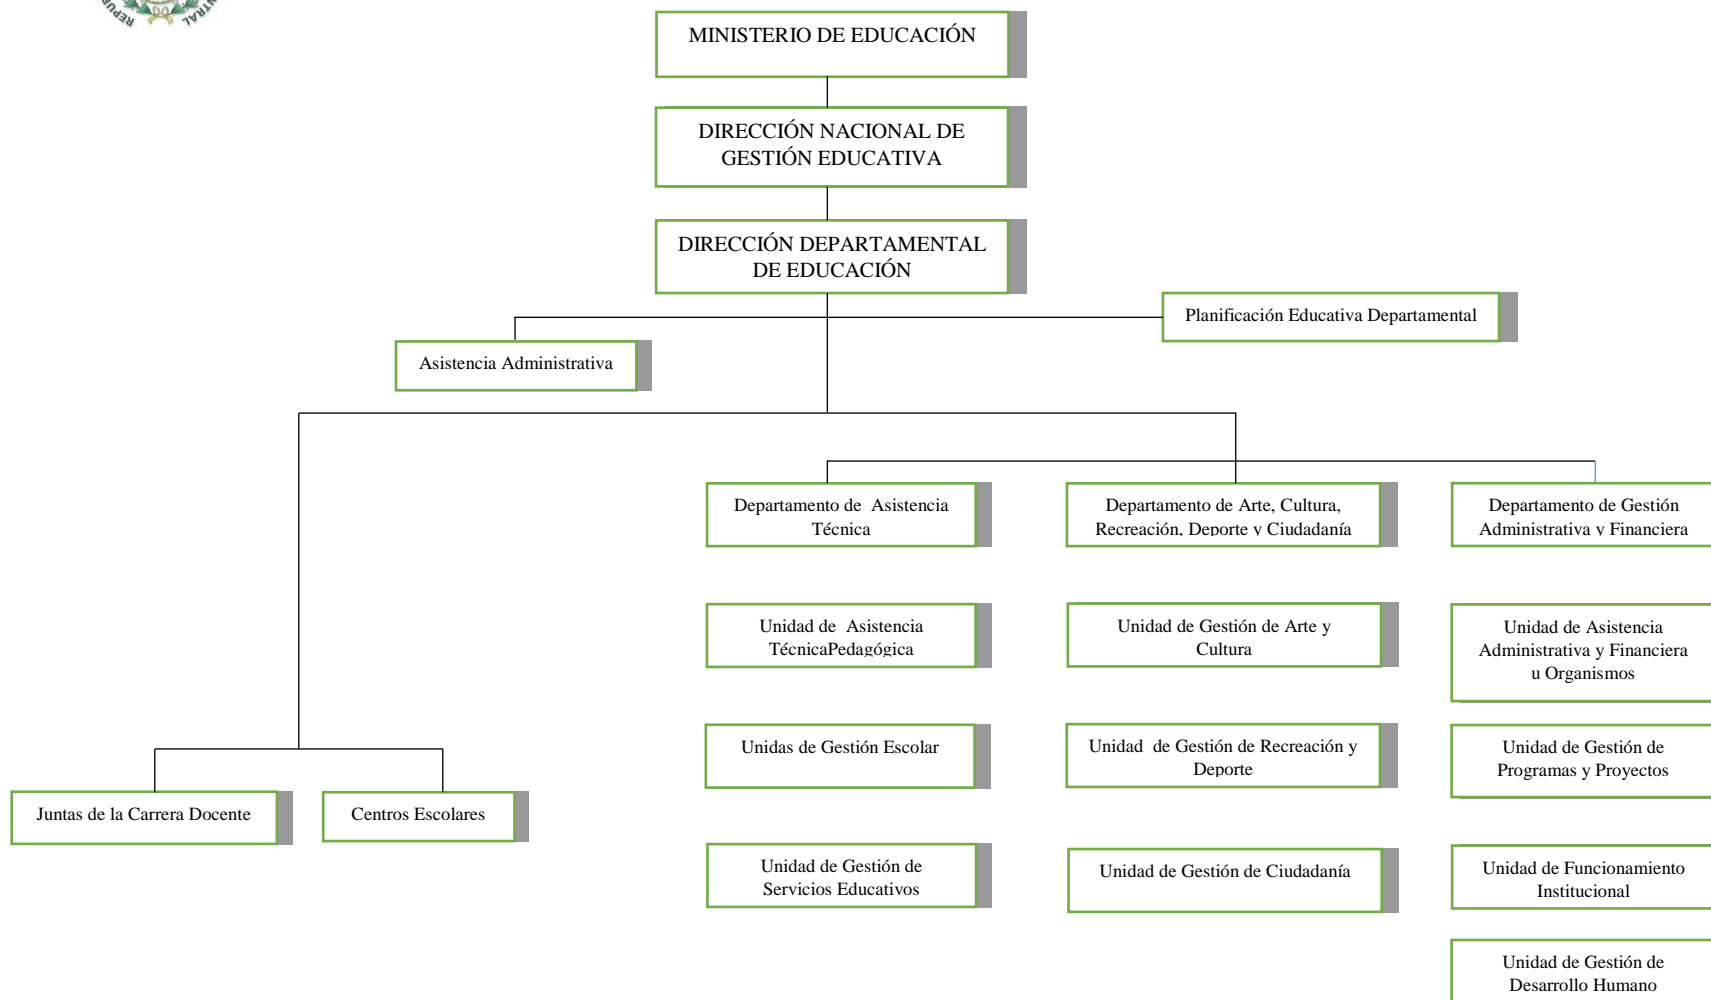 MINISTERIO DE EDUCACIÓN
DIRECCIÓN NACIONAL DE
GESTIÓN EDUCATIVA
DIRECCIÓN DEPARTAMENTAL
DE EDUCACIÓN
Planificación Educativa Departamental
Asistencia Administrativa
Departamento de Asistencia
Técnica
Departamento de Arte, Cultura,
Recreación, Deporte y Ciudadanía
Departamento de Gestión
Administrativa y Financiera
Unidad de Asistencia
TécnicaPedagógica
Unidad de Gestión de Arte y
Cultura
Unidad de Asistencia
Administrativa y Financiera
u Organismos
Unidas de Gestión Escolar
Unidad de Gestión de Recreación y
Deporte
Unidad de Gestión de
Programas y Proyectos
Juntas de la Carrera Docente
Centros Escolares
Unidad de Gestión de
Servicios Educativos
Unidad de Gestión de Ciudadanía
Unidad de Funcionamiento
Institucional
Unidad de Gestión de
Desarrollo Humano